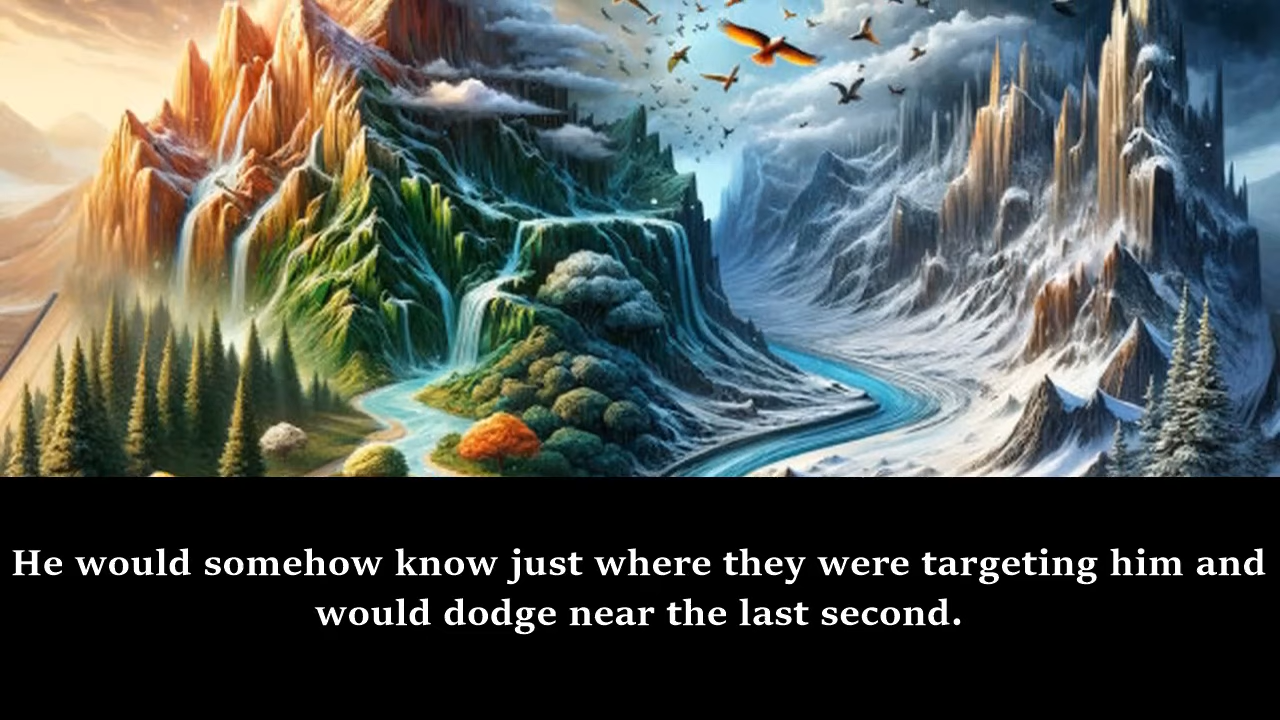 He would somehow know just where they were targeting him and
would dodge near the last second.